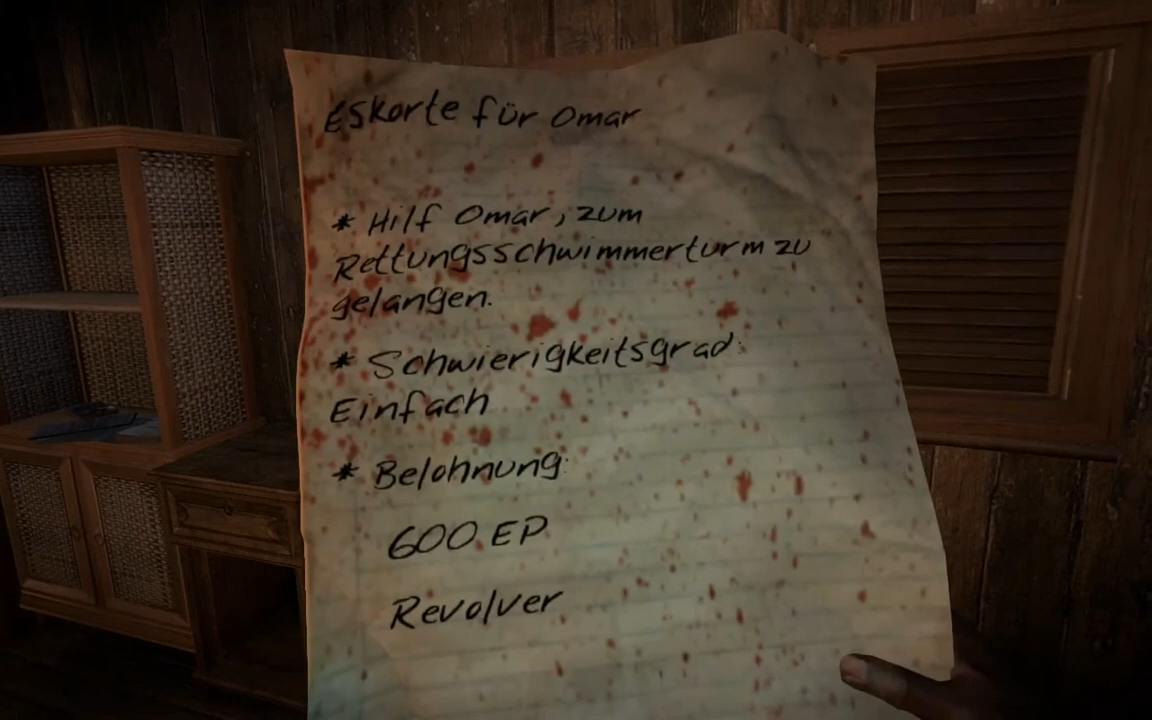 Eskorte für Omar
* Hilf Omar, zum
Rettungsschwimmerturm zu
gelangen.
* Schwierigkeitsgrad:
Einfach
* Belohnung:
600 EP
Revolver